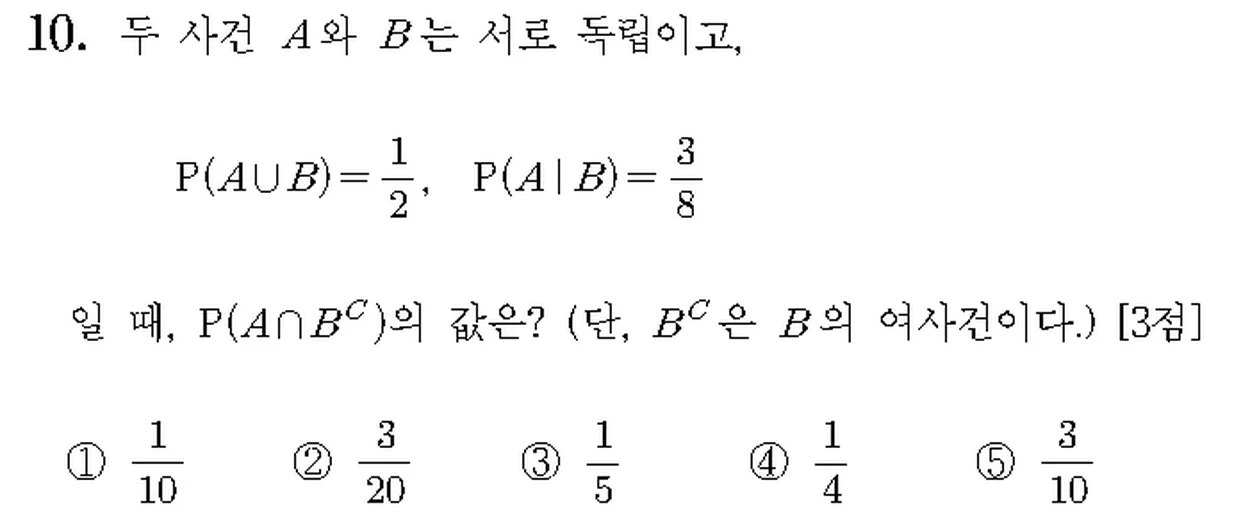 10. 두 사건 A와 B는 서로 독립이고,
P(A∪B)=1/2, P(A|B)=3/8
일 때, P(A∩B^C)의 값은? (단, B^C은 B의 여사건이다.) [3점]
① 1/10 ② 3/20 ③ 1/5 ④ 1/4 ⑤ 3/10